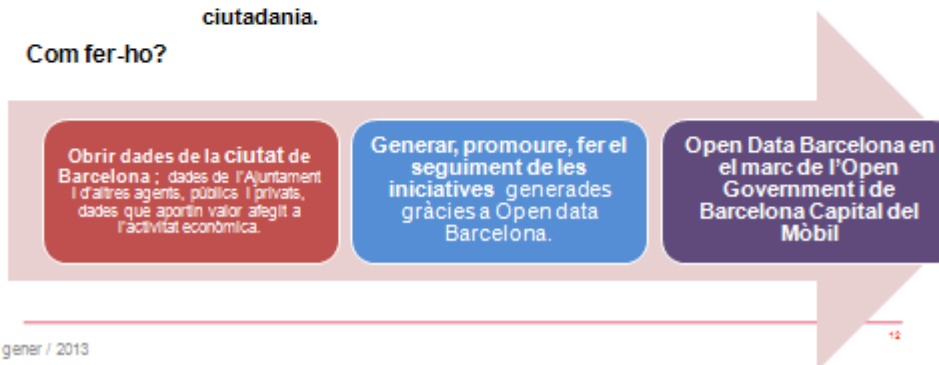 ciutadania.
Com fer-ho?
Obrir dades de la ciutat de
Barcelona ; dades de l'Ajuntament
i d'altres agents, públics i privats,
dades que aportin valor afegit a
l'activitat econòmica.
Generar, promoure, fer el
seguiment de les
iniciatives generades
gràcies a Open data
Barcelona.
Open Data Barcelona en
el marc de l'Open
Government i de
Barcelona Capital del
Mòbil
12
gener / 2013